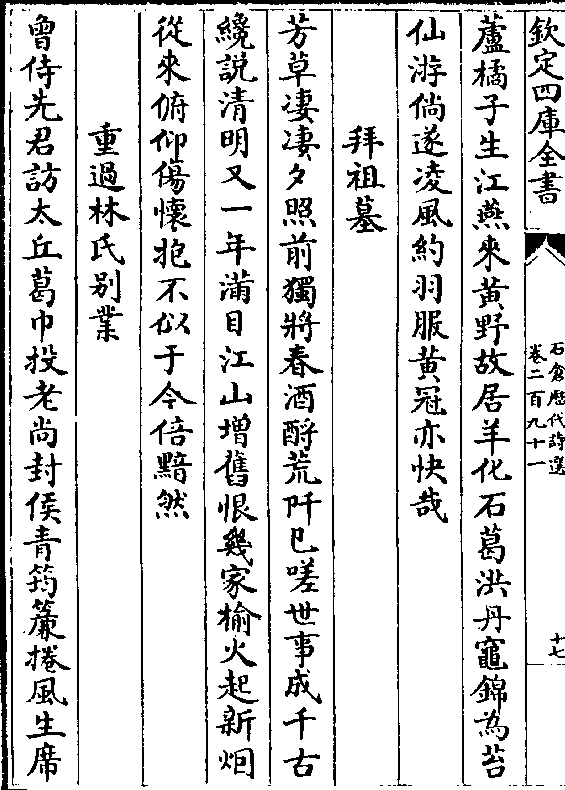 欽定四庫全書
石倉歷代詩選
卷二百九十一
十七
蘆橘子生江燕來黄野故居羊化石葛洪丹竈錦為苔
仙游倘遂凌風約羽服黄冠亦快哉
拜祖墓
芳草凄凄夕照前獨將春酒酹荒阡已嗟世事成千古
纔説清明又一年滿目江山增舊恨幾家榆火起新烟
從來俯仰傷懷抱不似于今倍黯然
重過林氏别業
曾侍先君訪太丘葛巾投老尚封侯青筠簾捲風生席